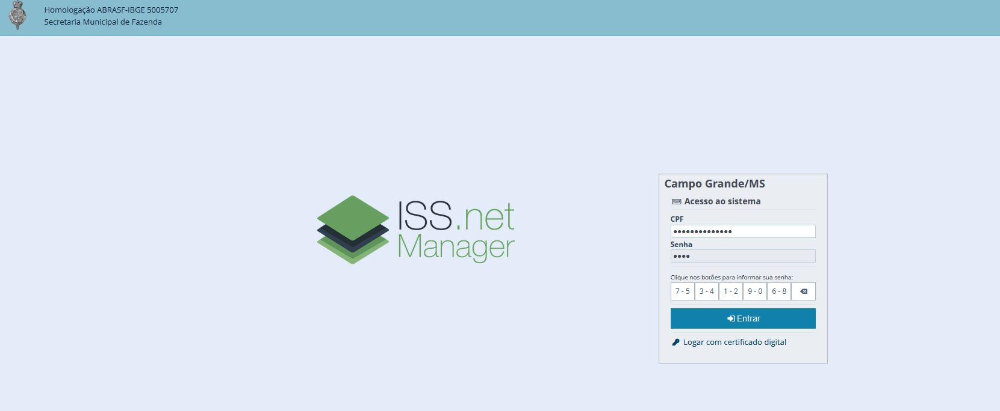 Homologação ABRASF-IBGE 5005707
Secretaria Municipal de Fazenda
ISS.net
Manager
Campo Grande/MS
Acesso ao sistema
CPF
••••••••••••••
Senha
••••
Clique nos botões para informar sua senha:
7 - 5 3 - 4 1 - 2 9 - 0 6 - 8
Entrar
Logar com certificado digital